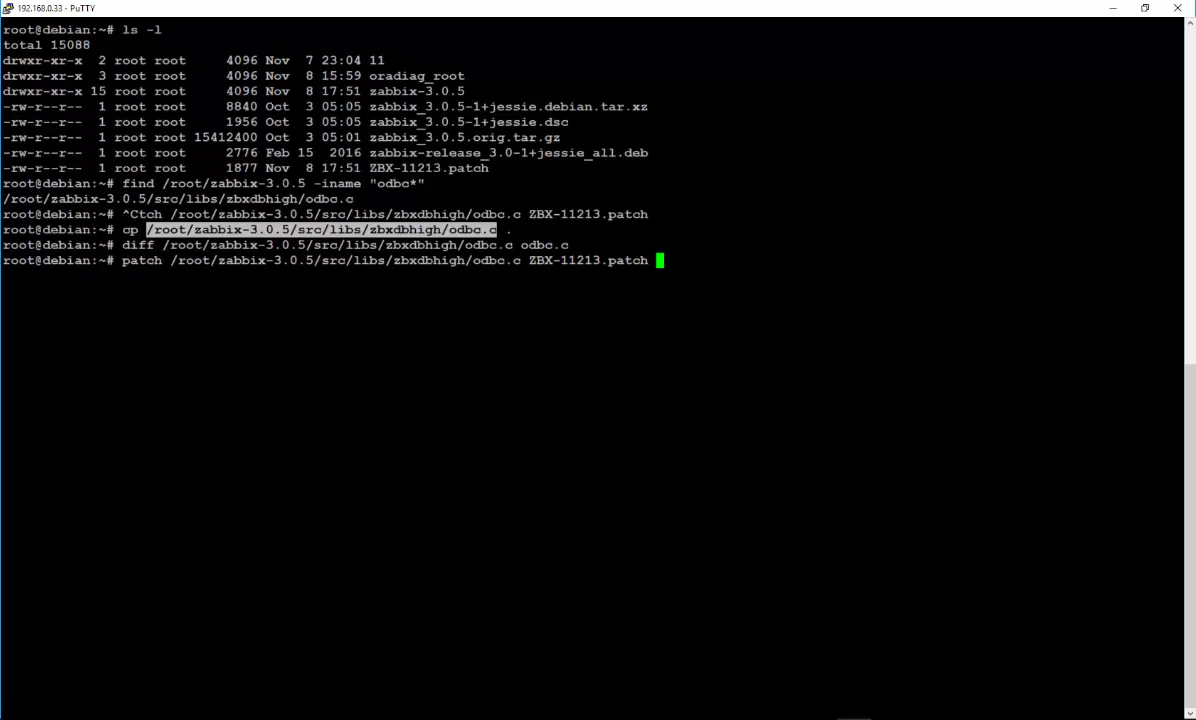 192.168.0.33 - PuTTY
root@debian:~# ls -l
total 15088
drwxr-xr-x  2 root root     4096 Nov  7 23:04 11
drwxr-xr-x  3 root root     4096 Nov  8 15:59 oradiag_root
drwxr-xr-x 15 root root     4096 Nov  8 17:51 zabbix-3.0.5
-rw-r--r--  1 root root     8840 Oct  3 05:05 zabbix_3.0.5-1+jessie.debian.tar.xz
-rw-r--r--  1 root root     1956 Oct  3 05:05 zabbix_3.0.5-1+jessie.dsc
-rw-r--r--  1 root root 15412400 Oct  3 05:01 zabbix_3.0.5.orig.tar.gz
-rw-r--r--  1 root root     2776 Feb 15  2016 zabbix-release_3.0-1+jessie_all.deb
-rw-r--r--  1 root root     1877 Nov  8 17:51 ZBX-11213.patch
root@debian:~# find /root/zabbix-3.0.5 -iname "odbc*"
/root/zabbix-3.0.5/src/libs/zbxdbhigh/odbc.c
root@debian:~# ^Ctch /root/zabbix-3.0.5/src/libs/zbxdbhigh/odbc.c ZBX-11213.patch
root@debian:~# cp /root/zabbix-3.0.5/src/libs/zbxdbhigh/odbc.c .
root@debian:~# diff /root/zabbix-3.0.5/src/libs/zbxdbhigh/odbc.c odbc.c
root@debian:~# patch /root/zabbix-3.0.5/src/libs/zbxdbhigh/odbc.c ZBX-11213.patch